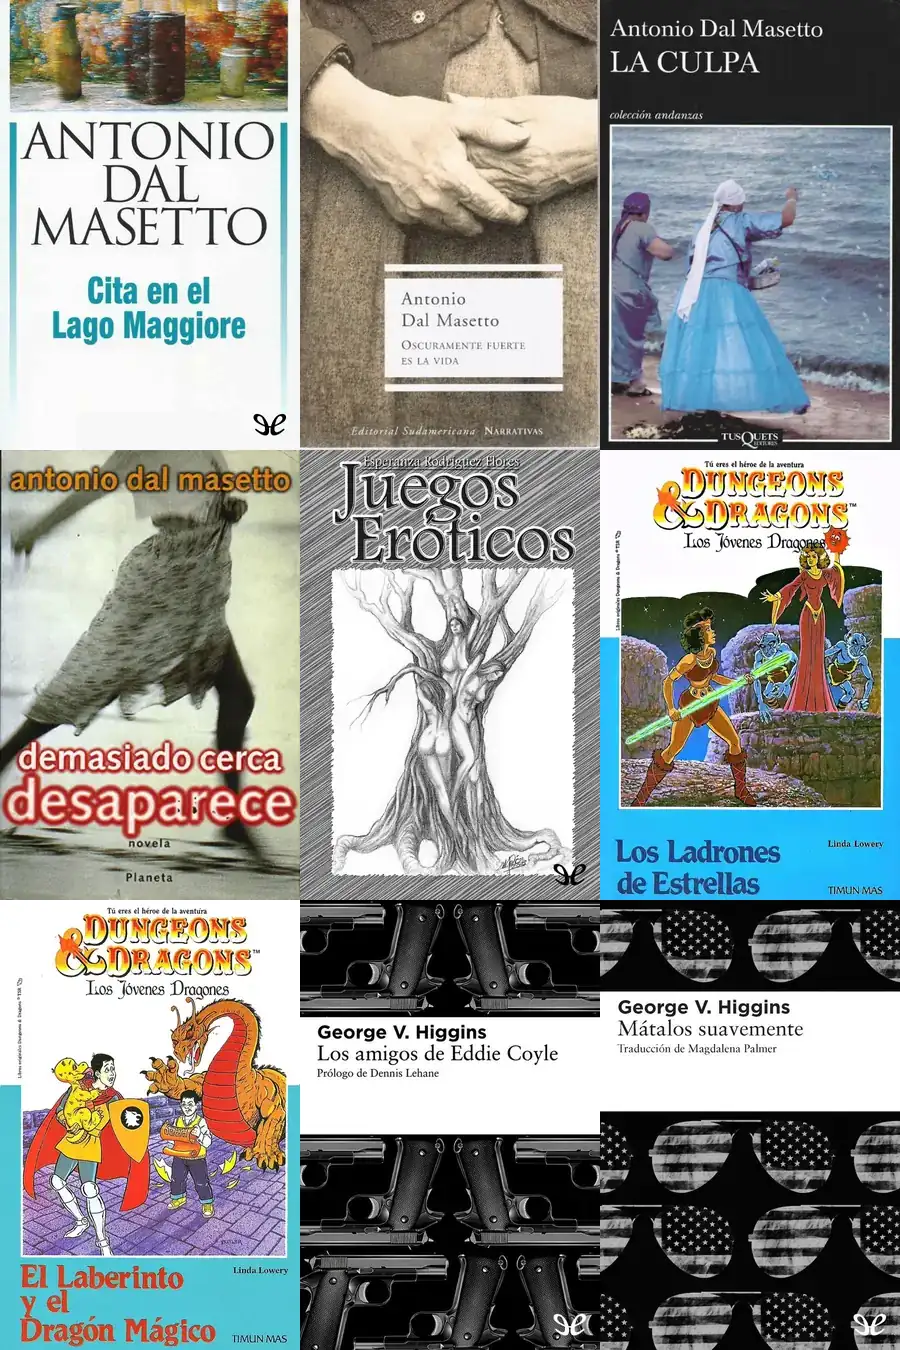 ANTONIO
DAL
MASETTO
Cita en el
Lago Maggiore
Antonio
Dal Masetto
OSCURAMENTE FUERTE
ES LA VIDA
Editorial Sudamericana NARRATIVAS
Antonio Dal Masetto
LA CULPA
colección andanzas
TUSQUETS
EDITORES
antonio dal masetto
demasiado cerca
desaparece
novela
Planeta
Esperanza Rodríguez Flores
Juegos
Eróticos
Tú eres el héroe de la aventura
DUNGEONS
& DRAGONS™
Los Jóvenes Dragones
Linda Lowery
Los Ladrones
de Estrellas
TIMUN MAS
Tú eres el héroe de la aventura
DUNGEONS
& DRAGONS™
Los Jóvenes Dragones
Linda Lowery
El Laberinto
y el
Dragón Mágico
TIMUN MAS
George V. Higgins
Los amigos de Eddie Coyle
Prólogo de Dennis Lehane
George V. Higgins
Mátalos suavemente
Traducción de Magdalena Palmer